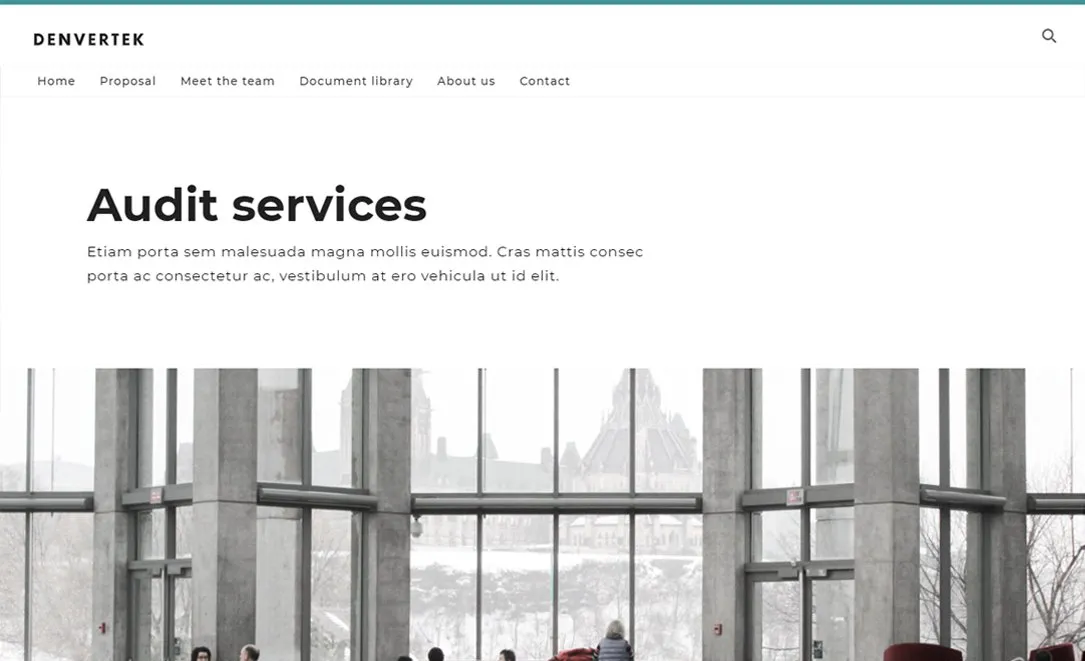 DENVERTEK
Home Proposal Meet the team Document library About us Contact
Audit services
Etiam porta sem malesuada magna mollis euismod. Cras mattis consec
porta ac consectetur ac, vestibulum at ero vehicula ut id elit.